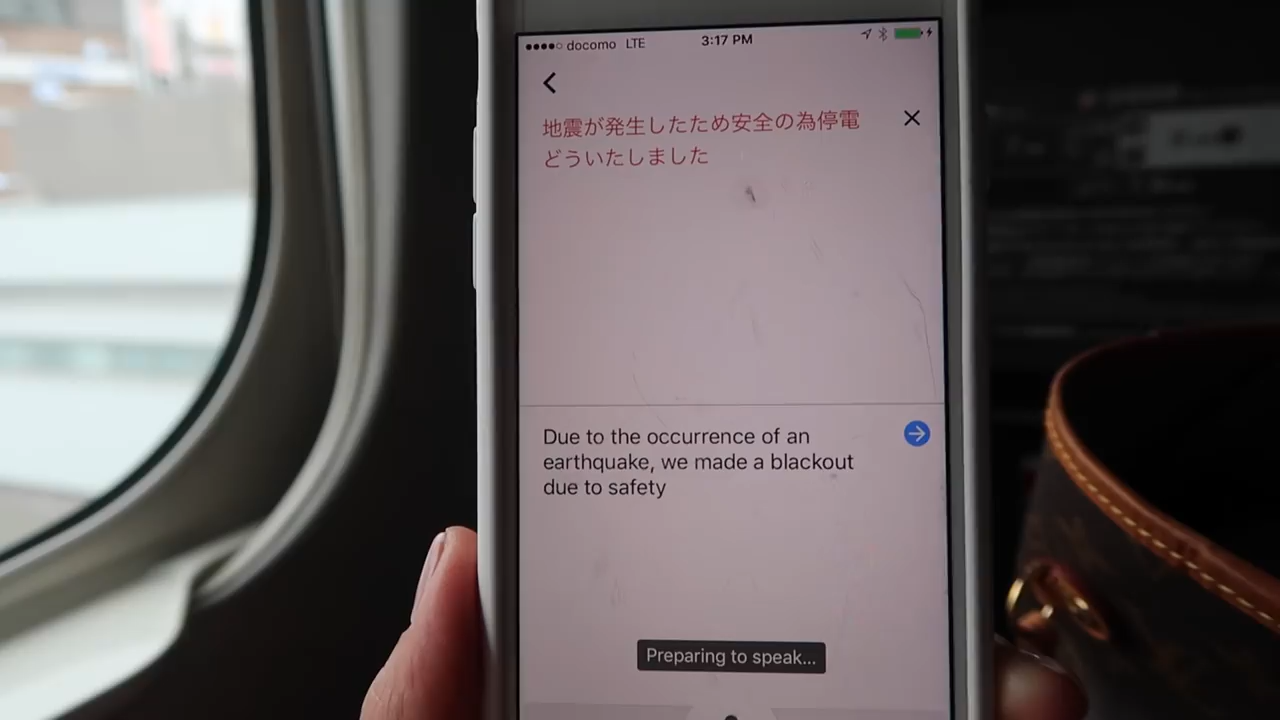 docomo LTE 3:17 PM
地震が発生したため安全の為停電
どういたしました
Due to the occurrence of an
earthquake, we made a blackout
due to safety
Preparing to speak...